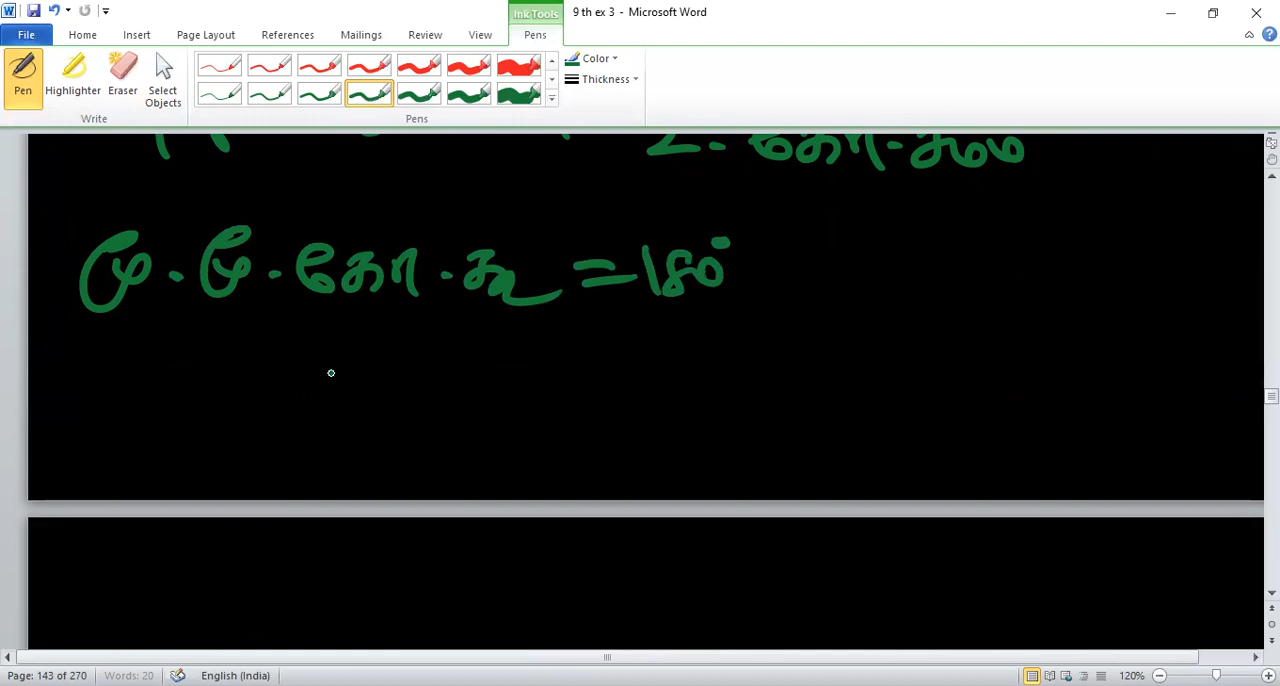 Ink Tools
9 th ex 3 - Microsoft Word
File Home Insert Page Layout References Mailings Review View Pens
Pen Highlighter Eraser Select Objects
Color
Thickness
Write Pens
மு. மு. கோ. கூ = 180°
Page: 143 of 270 Words: 20 English (India) 120%